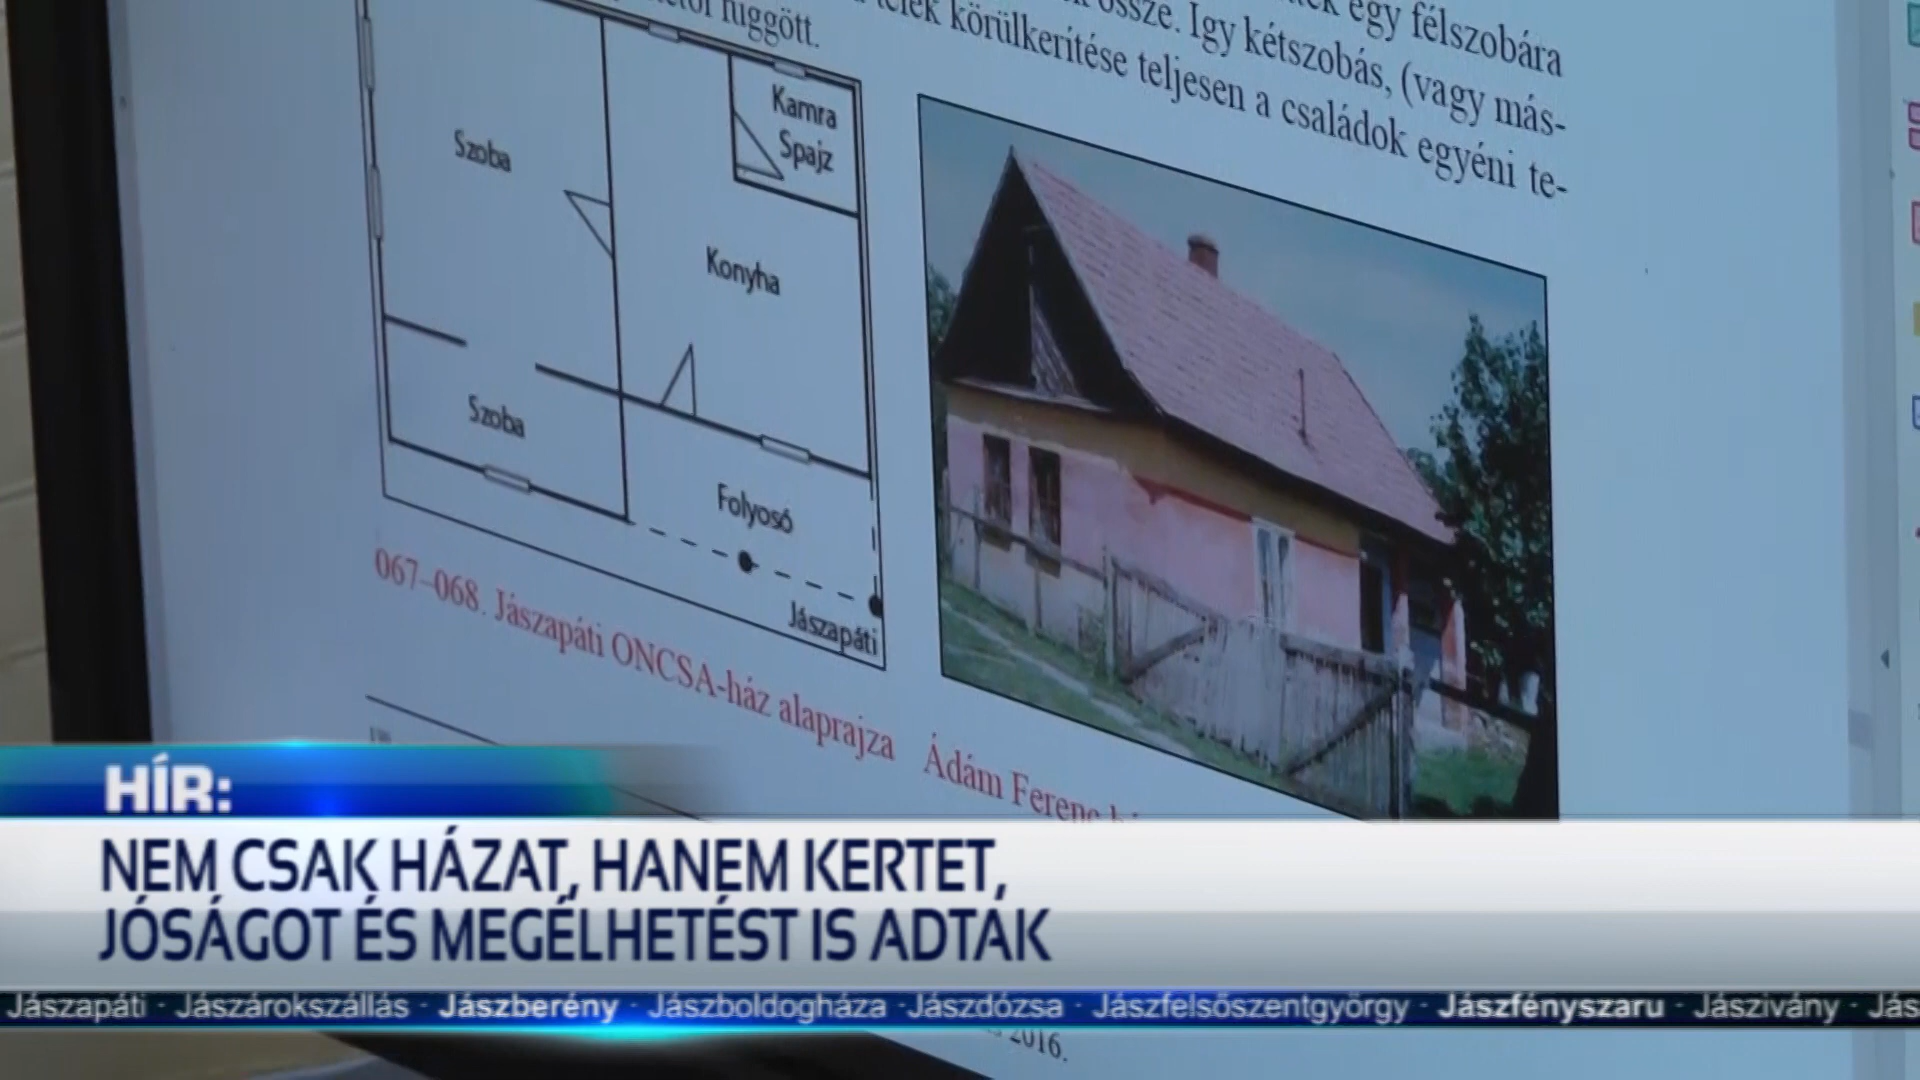 függött.
egy félszobára
össze. Így kétszobás, (vagy más-
telek körülkerítése teljesen a családok egyéni te-
Kamra
Spajz
Szoba
Konyha
Szoba
Folyosó
Jászapáti
067–068. Jászapáti ONCSA-ház alaprajza Ádám Ferenc
HÍR:
NEM CSAK HÁZAT, HANEM KERTET,
JÓSÁGOT ÉS MEGÉLHETÉST IS ADTAK
Jászapáti · Jászárokszállás · Jászberény · Jászboldogháza · Jászdózsa · Jászfelsőszentgyörgy · Jászfényszaru · Jászivány · Jás
2016.